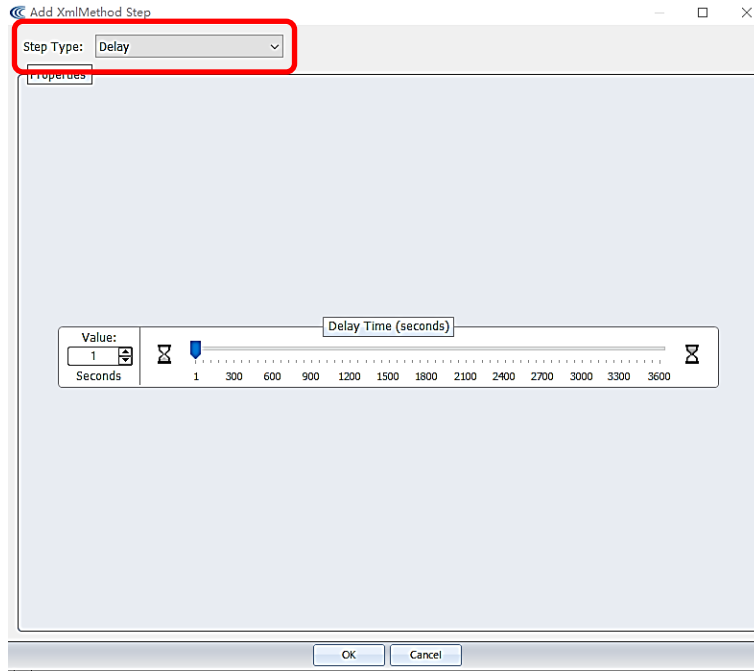 Add XmlMethod Step
Step Type: Delay
Properties
Delay Time (seconds)
Value:
1
Seconds
1 300 600 900 1200 1500 1800 2100 2400 2700 3000 3300 3600
OK Cancel